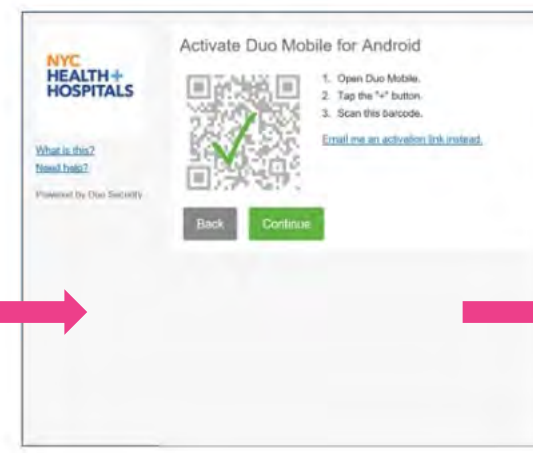 NYC
HEALTH+
HOSPITALS
What is this?
Need help?
Powered by Duo Security
Activate Duo Mobile for Android
1. Open Duo Mobile.
2. Tap the "+" button.
3. Scan this barcode.
Email me an activation link instead.
Back
Continue